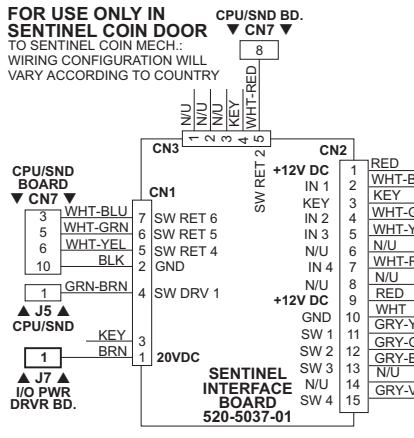 FOR USE ONLY IN
SENTINEL COIN DOOR
TO SENTINEL COIN MECH.:
WIRING CONFIGURATION WILL
VARY ACCORDING TO COUNTRY
CPU/SND BD.
▼ CN7 ▼
8
WHT-RED
N/U
N/U
N/U
KEY
1
2
3
4
5
CN3
SW RET 2
CN2
+12V DC 1 RED
IN 1 2 WHT-B
KEY 3 KEY
IN 2 4 WHT-G
IN 3 5 WHT-Y
N/U 6 N/U
IN 4 7 WHT-F
N/U 8 N/U
+12V DC 9 RED
GND 10 WHT
SW 1 11 GRY-Y
SW 2 12 GRY-G
SW 3 13 GRY-B
N/U 14 N/U
SW 4 15 GRY-V
CPU/SND
BOARD
▼ CN7 ▼
CN1
3 WHT-BLU 7 SW RET 6
5 WHT-GRN 6 SW RET 5
6 WHT-YEL 5 SW RET 4
10 BLK 2 GND
1 GRN-BRN 4 SW DRV 1
▲ J5 ▲
CPU/SND
KEY 3
1 BRN 1 20VDC
▲ J7 ▲
I/O PWR
DRVR BD.
SENTINEL
INTERFACE
BOARD
520-5037-01